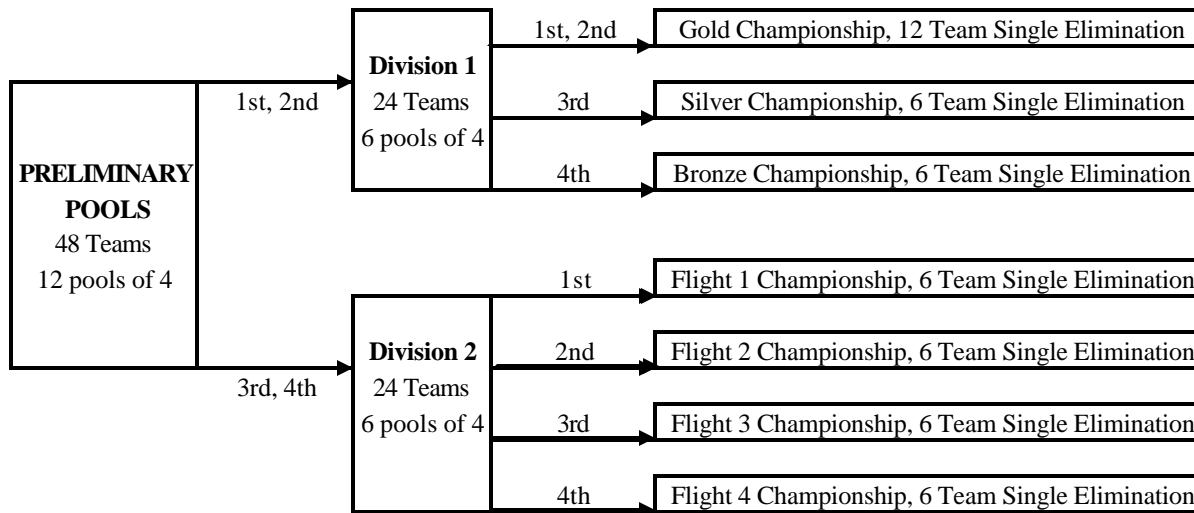 PRELIMINARY
POOLS
48 Teams
12 pools of 4
1st, 2nd
3rd, 4th
Division 1
24 Teams
6 pools of 4
1st, 2nd
Gold Championship, 12 Team Single Elimination
3rd
Silver Championship, 6 Team Single Elimination
4th
Bronze Championship, 6 Team Single Elimination
Division 2
24 Teams
6 pools of 4
1st
Flight 1 Championship, 6 Team Single Elimination
2nd
Flight 2 Championship, 6 Team Single Elimination
3rd
Flight 3 Championship, 6 Team Single Elimination
4th
Flight 4 Championship, 6 Team Single Elimination